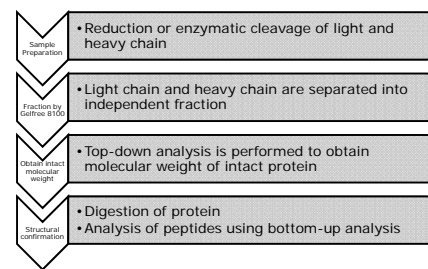 Sample
Preparation
• Reduction or enzymatic cleavage of light and
heavy chain
Fraction by
Gelfree 8100
• Light chain and heavy chain are separated into
independent fraction
Obtain intact
molecular
weight
• Top-down analysis is performed to obtain
molecular weight of intact protein
Structural
confirmation
• Digestion of protein
• Analysis of peptides using bottom-up analysis